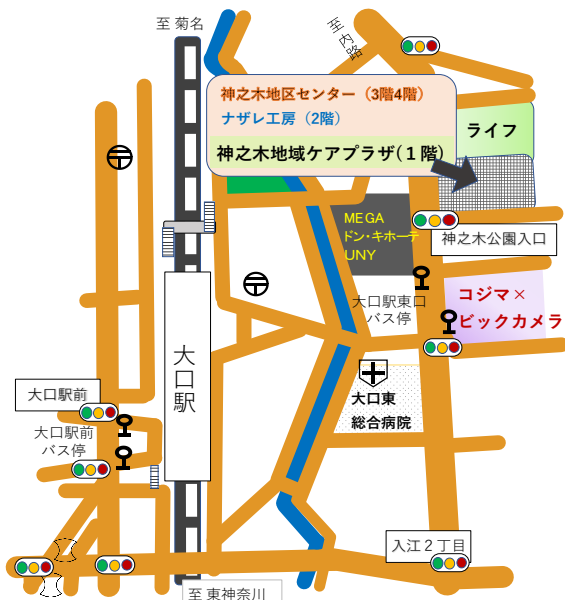 至 菊名
至内路
神之木地区センター（3階4階）
ナザレ工房（2階）
神之木地域ケアプラザ(１階)
ライフ
MEGA
ドン・キホーテ
UNY
神之木公園入口
大口駅東口
バス停
コジマ×
ビックカメラ
大口駅
大口駅前
大口駅前
バス停
大口東
総合病院
入江２丁目
至 東神奈川